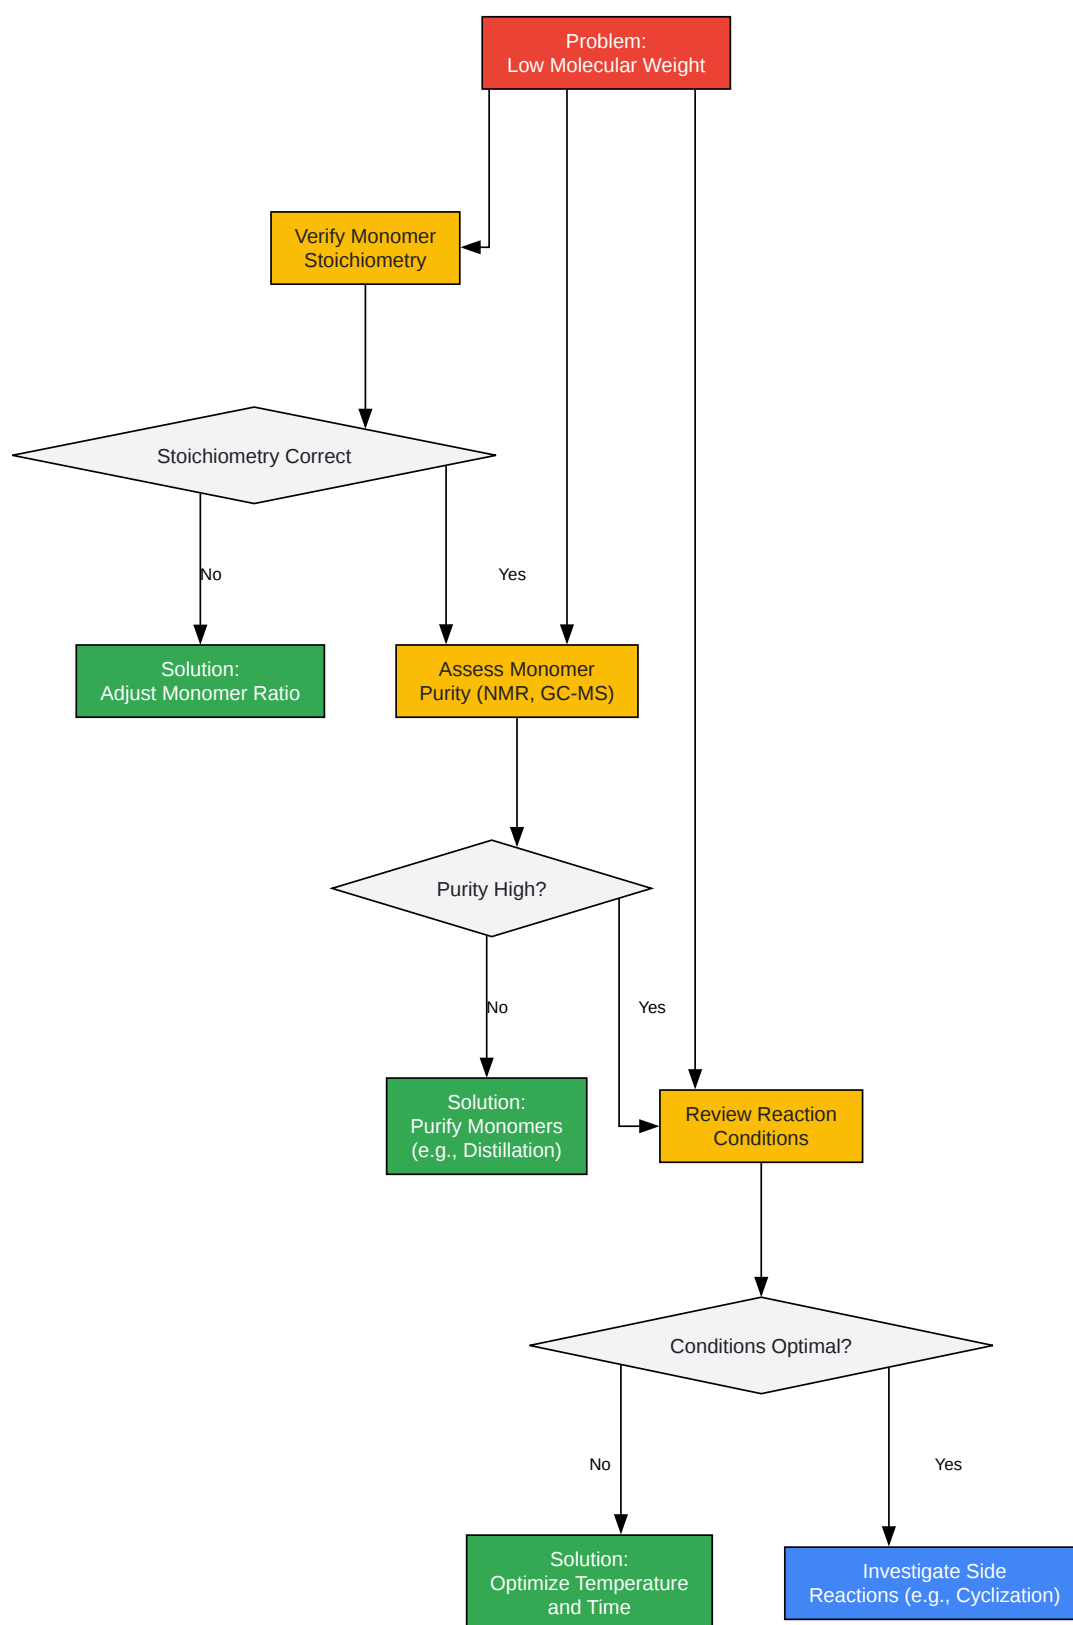 Problem:
Low Molecular Weight
Verify Monomer
Stoichiometry
Stoichiometry Correct
No
Yes
Solution:
Adjust Monomer Ratio
Assess Monomer
Purity (NMR, GC-MS)
Purity High?
No
Yes
Solution:
Purify Monomers
(e.g., Distillation)
Review Reaction
Conditions
Conditions Optimal?
No
Yes
Solution:
Optimize Temperature
and Time
Investigate Side
Reactions (e.g., Cyclization)